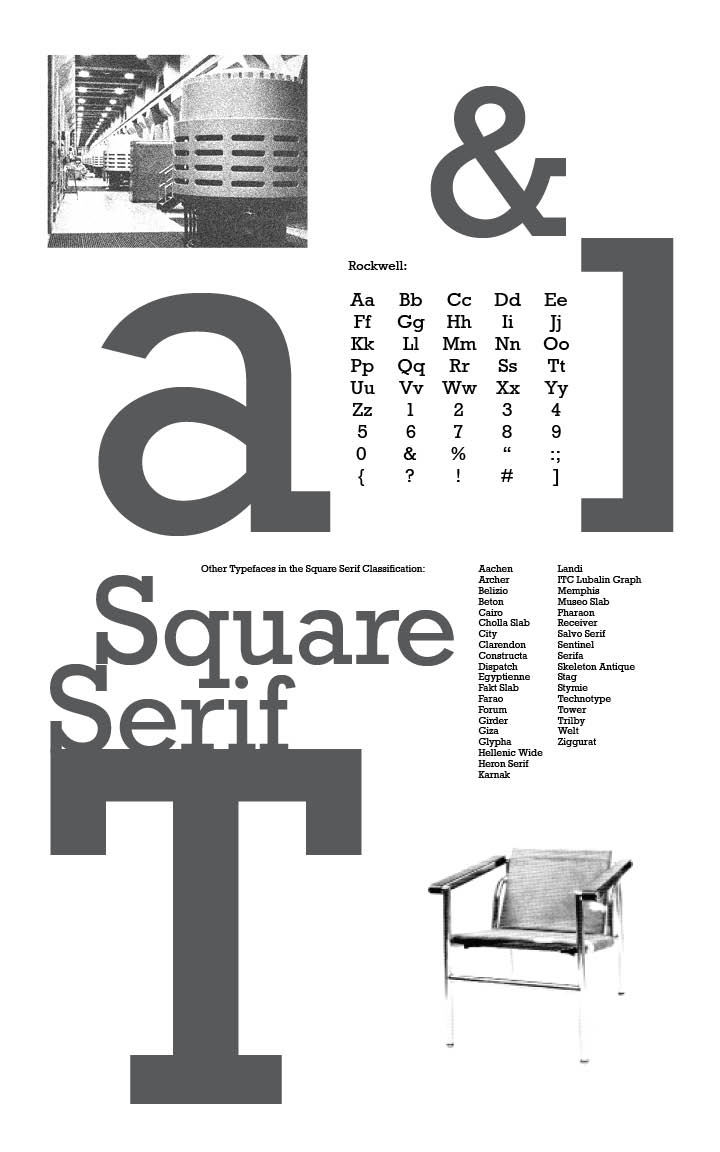 &
]
a
Rockwell:
Aa Bb Cc Dd Ee
Ff Gg Hh Ii Jj
Kk Ll Mm Nn Oo
Pp Qq Rr Ss Tt
Uu Vv Ww Xx Yy
Zz 1 2 3 4
5 6 7 8 9
0 & % “ :;
{ ? ! # ]
Other Typefaces in the Square Serif Classification:
Aachen
Archer
Belizio
Beton
Cairo
Cholla Slab
City
Clarendon
Constructa
Dispatch
Egyptienne
Fakt Slab
Farao
Forum
Girder
Giza
Glypha
Hellenic Wide
Heron Serif
Karnak
Landi
ITC Lubalin Graph
Memphis
Museo Slab
Pharaon
Receiver
Salvo Serif
Sentinel
Serifa
Skeleton Antique
Stag
Stymie
Technotype
Tower
Trilby
Welt
Ziggurat
Square
Serif
T